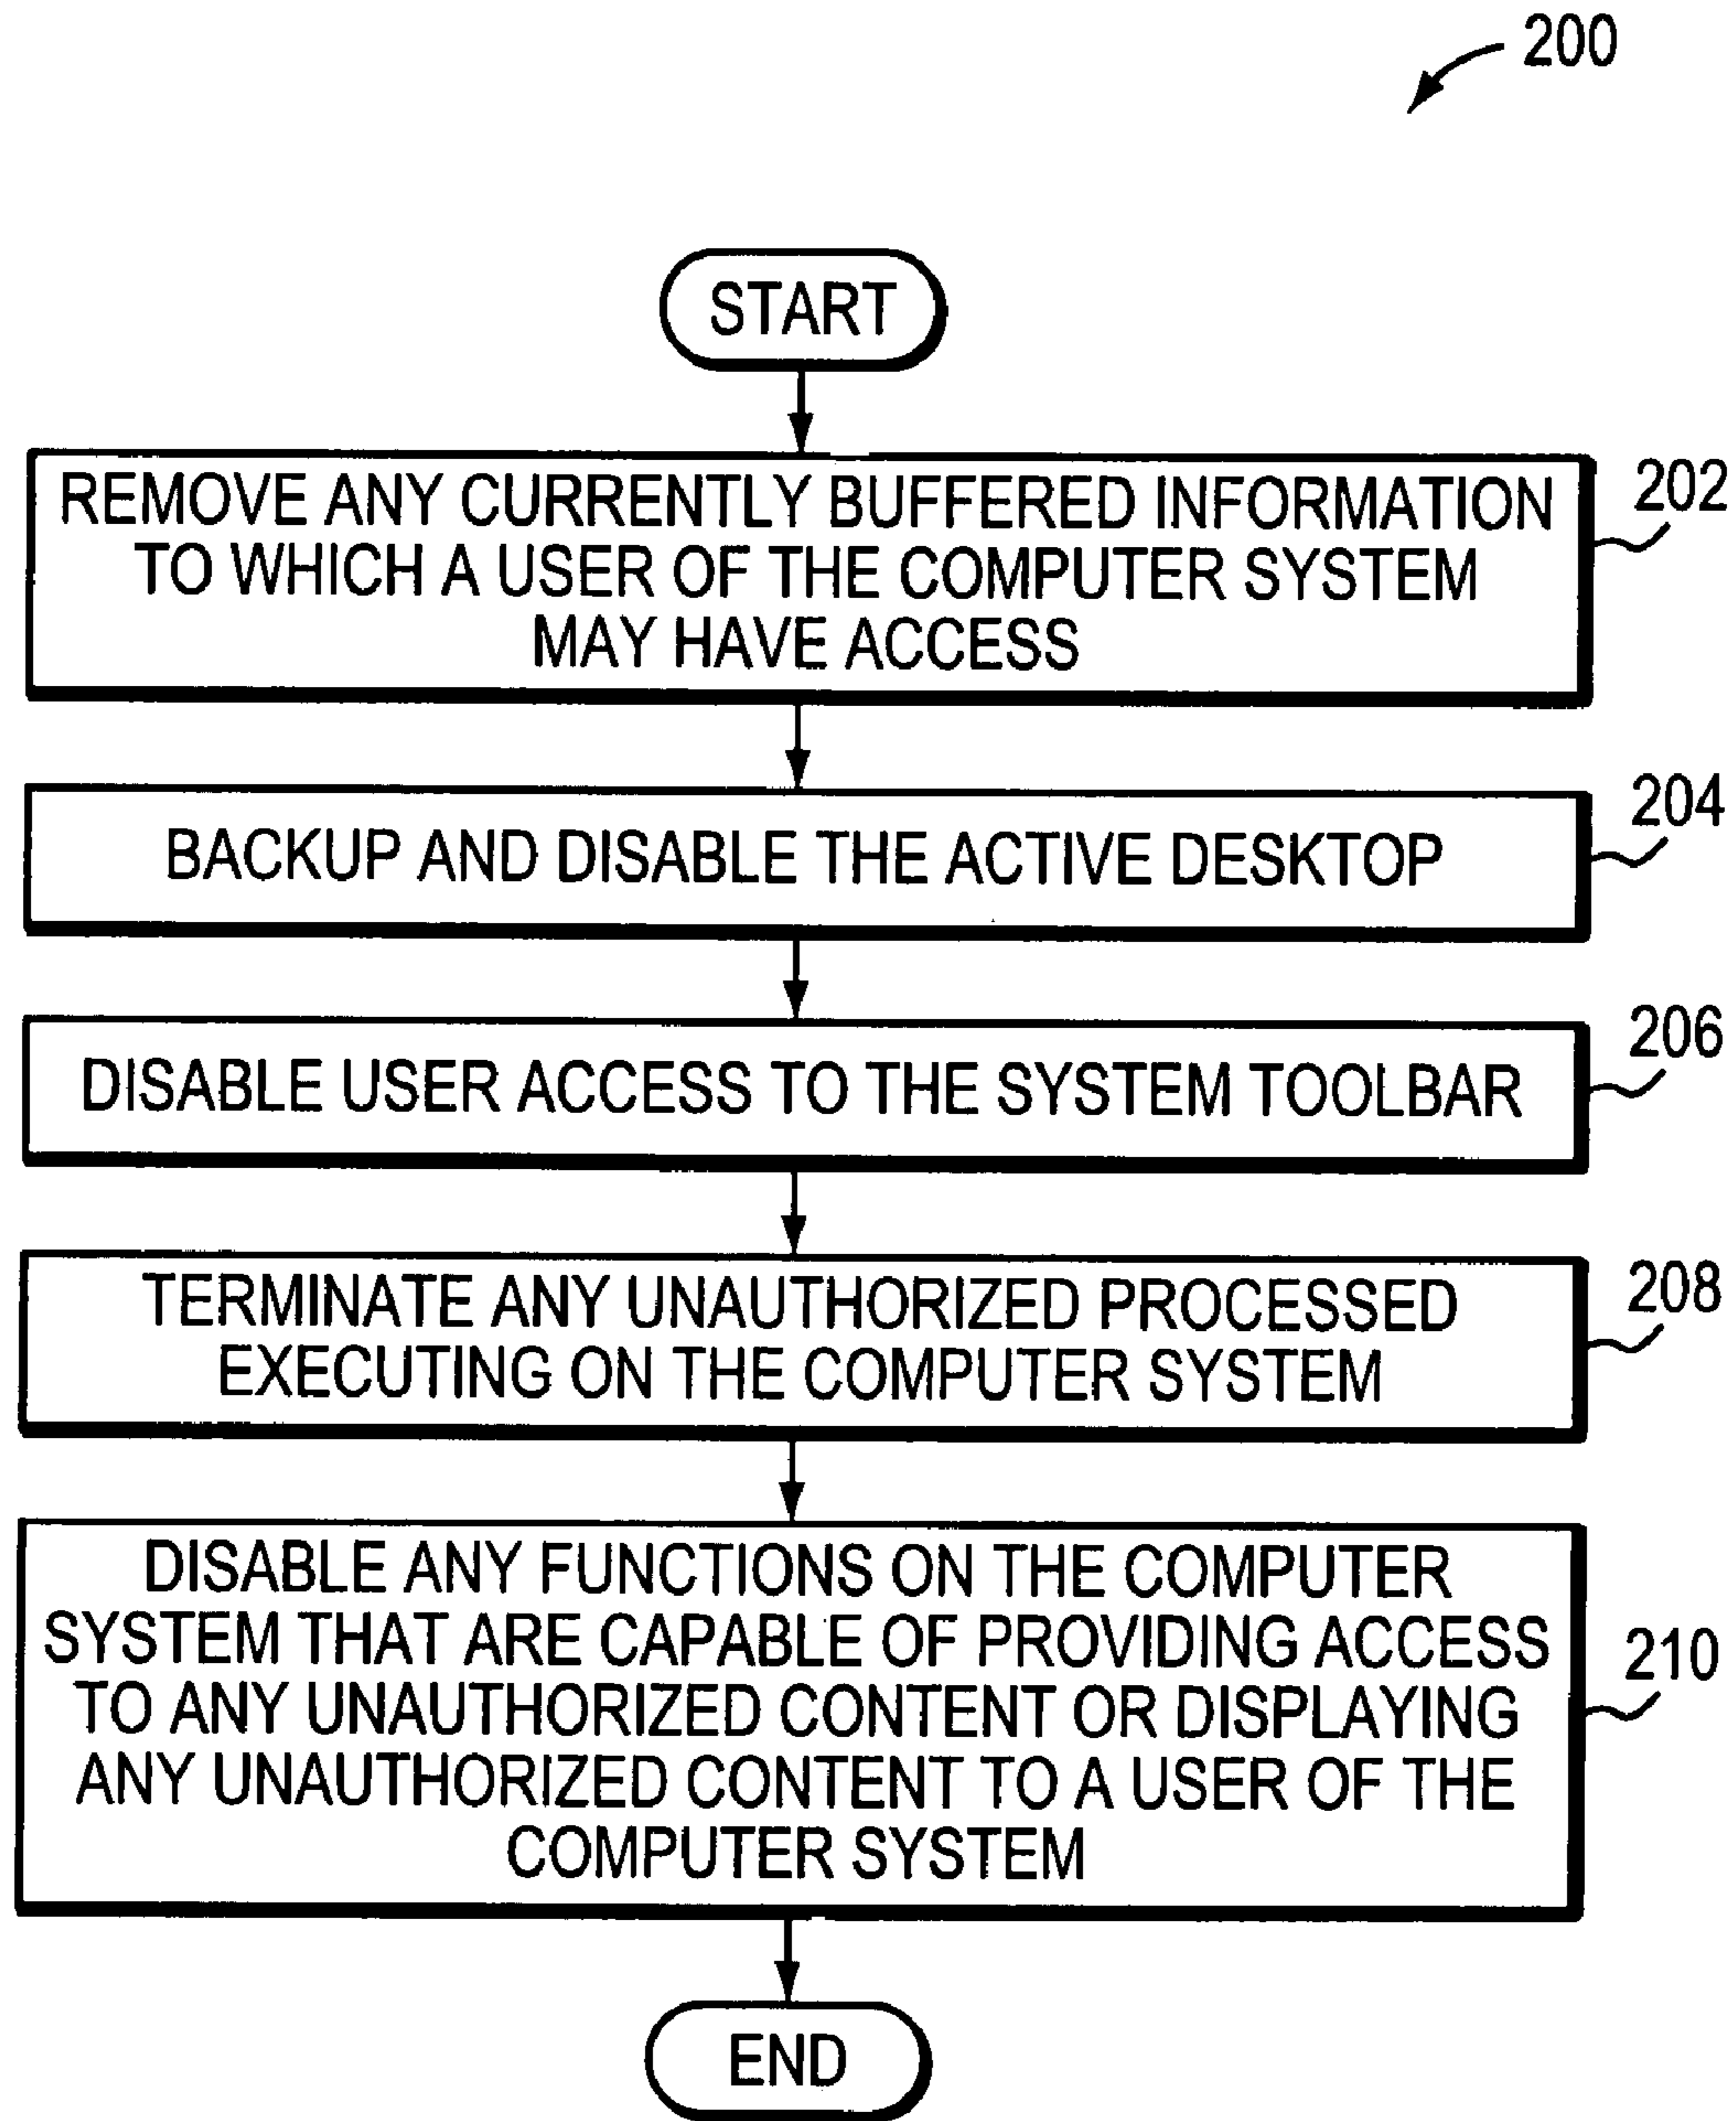 200
START
REMOVE ANY CURRENTLY BUFFERED INFORMATION
TO WHICH A USER OF THE COMPUTER SYSTEM
MAY HAVE ACCESS
202
BACKUP AND DISABLE THE ACTIVE DESKTOP
204
DISABLE USER ACCESS TO THE SYSTEM TOOLBAR
206
TERMINATE ANY UNAUTHORIZED PROCESSED
EXECUTING ON THE COMPUTER SYSTEM
208
DISABLE ANY FUNCTIONS ON THE COMPUTER
SYSTEM THAT ARE CAPABLE OF PROVIDING ACCESS
TO ANY UNAUTHORIZED CONTENT OR DISPLAYING
ANY UNAUTHORIZED CONTENT TO A USER OF THE
COMPUTER SYSTEM
210
END